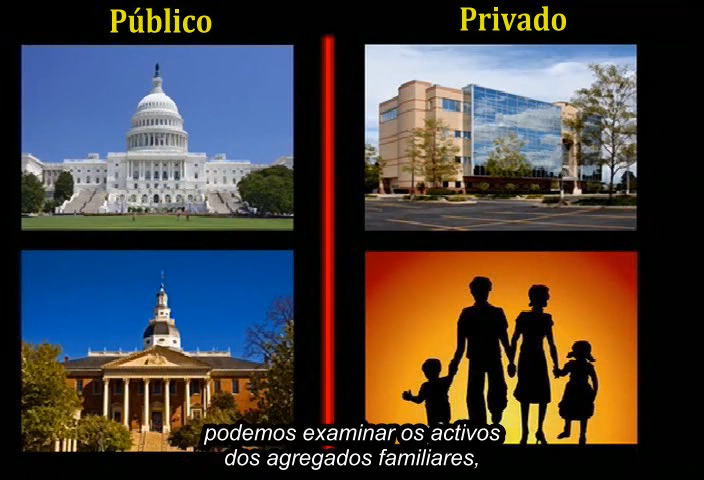 Público
Privado
podemos examinar os activos
dos agregados familiares,